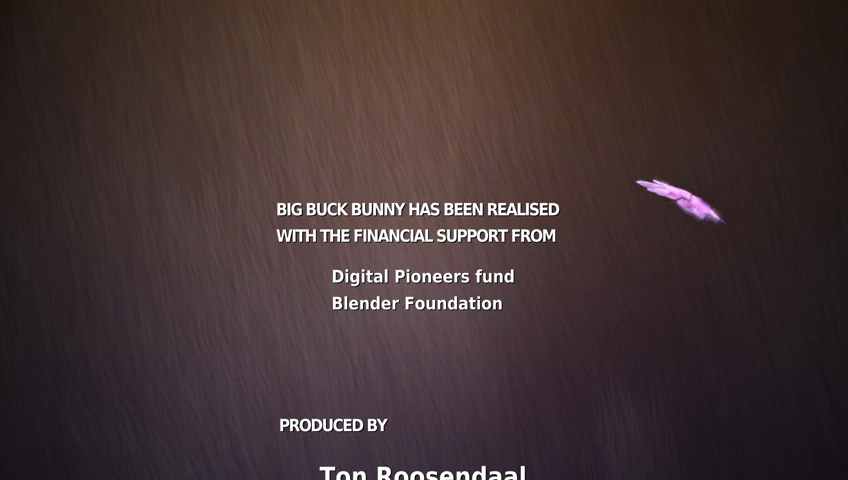 BIG BUCK BUNNY HAS BEEN REALISED
WITH THE FINANCIAL SUPPORT FROM
Digital Pioneers fund
Blender Foundation
PRODUCED BY
Ton Roosendaal